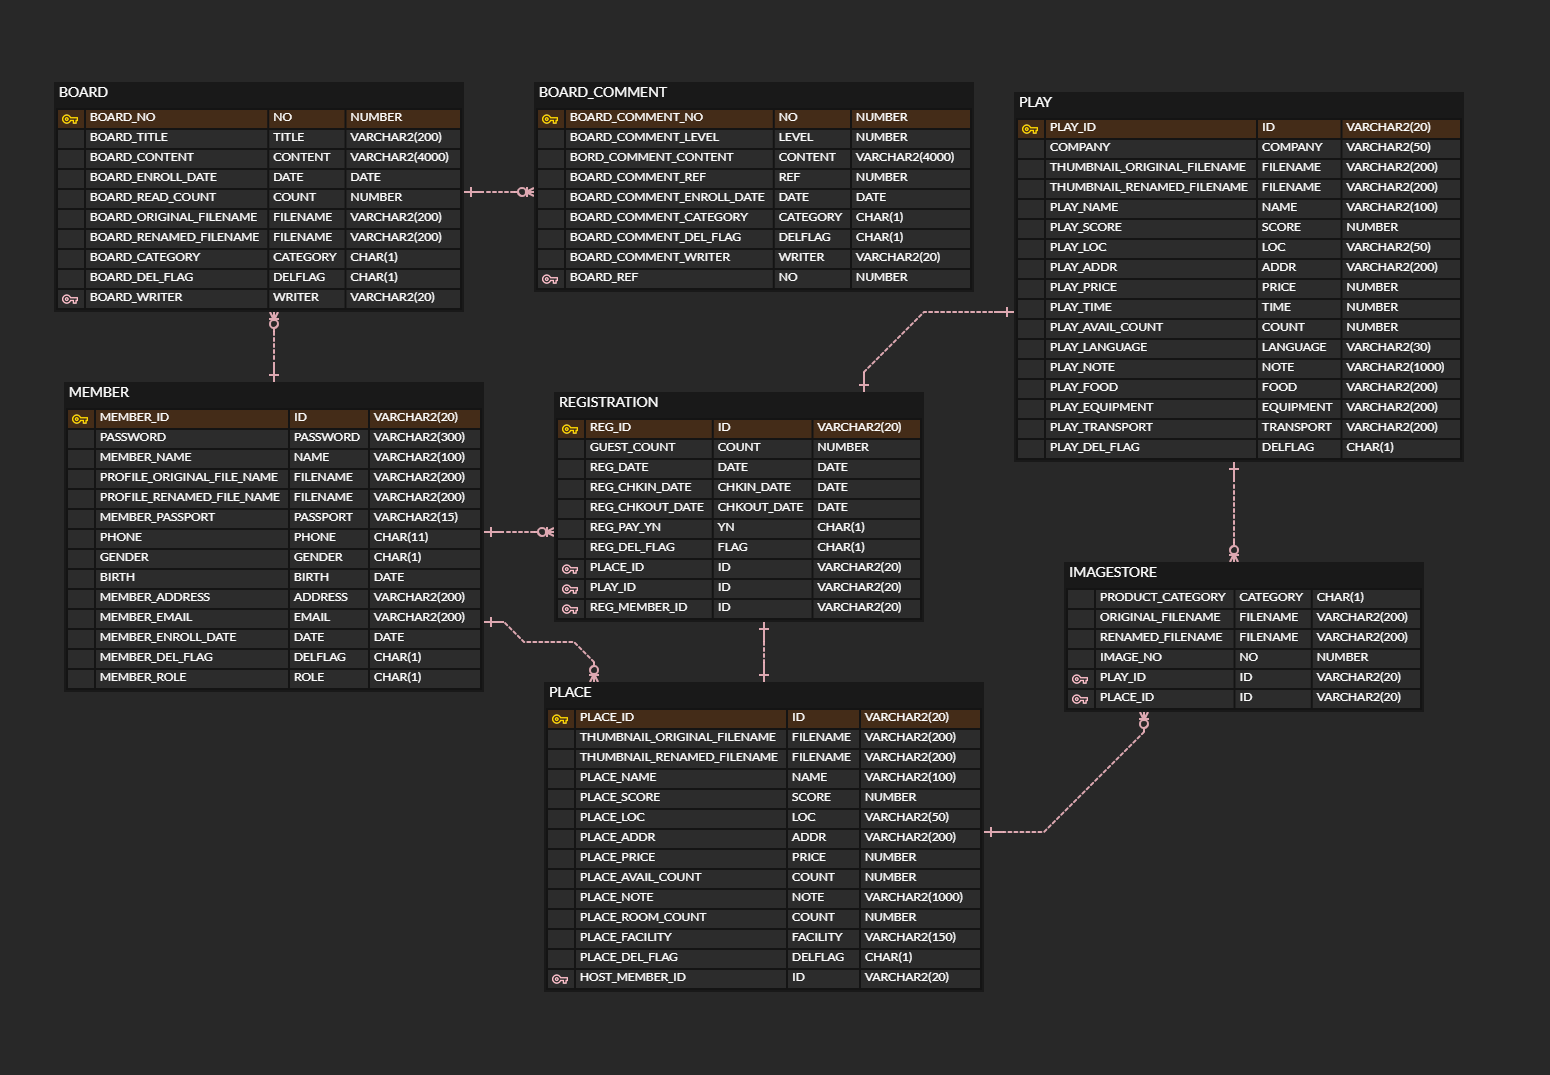 BOARD
BOARD_NO NO NUMBER
BOARD_TITLE TITLE VARCHAR2(200)
BOARD_CONTENT CONTENT VARCHAR2(4000)
BOARD_ENROLL_DATE DATE DATE
BOARD_READ_COUNT COUNT NUMBER
BOARD_ORIGINAL_FILENAME FILENAME VARCHAR2(200)
BOARD_RENAMED_FILENAME FILENAME VARCHAR2(200)
BOARD_CATEGORY CATEGORY CHAR(1)
BOARD_DEL_FLAG DELFLAG CHAR(1)
BOARD_WRITER WRITER VARCHAR2(20)
BOARD_COMMENT
BOARD_COMMENT_NO NO NUMBER
BOARD_COMMENT_LEVEL LEVEL NUMBER
BORD_COMMENT_CONTENT CONTENT VARCHAR2(4000)
BOARD_COMMENT_REF REF NUMBER
BOARD_COMMENT_ENROLL_DATE DATE DATE
BOARD_COMMENT_CATEGORY CATEGORY CHAR(1)
BOARD_COMMENT_DEL_FLAG DELFLAG CHAR(1)
BOARD_COMMENT_WRITER WRITER VARCHAR2(20)
BOARD_REF NO NUMBER
PLAY
PLAY_ID ID VARCHAR2(20)
COMPANY COMPANY VARCHAR2(50)
THUMBNAIL_ORIGINAL_FILENAME FILENAME VARCHAR2(200)
THUMBNAIL_RENAMED_FILENAME FILENAME VARCHAR2(200)
PLAY_NAME NAME VARCHAR2(100)
PLAY_SCORE SCORE NUMBER
PLAY_LOC LOC VARCHAR2(50)
PLAY_ADDR ADDR VARCHAR2(200)
PLAY_PRICE PRICE NUMBER
PLAY_TIME TIME NUMBER
PLAY_AVAIL_COUNT COUNT NUMBER
PLAY_LANGUAGE LANGUAGE VARCHAR2(30)
PLAY_NOTE NOTE VARCHAR2(1000)
PLAY_FOOD FOOD VARCHAR2(200)
PLAY_EQUIPMENT EQUIPMENT VARCHAR2(200)
PLAY_TRANSPORT TRANSPORT VARCHAR2(200)
PLAY_DEL_FLAG DELFLAG CHAR(1)
MEMBER
MEMBER_ID ID VARCHAR2(20)
PASSWORD PASSWORD VARCHAR2(300)
MEMBER_NAME NAME VARCHAR2(100)
PROFILE_ORIGINAL_FILE_NAME FILENAME VARCHAR2(200)
PROFILE_RENAMED_FILE_NAME FILENAME VARCHAR2(200)
MEMBER_PASSPORT PASSPORT VARCHAR2(15)
PHONE PHONE CHAR(11)
GENDER GENDER CHAR(1)
BIRTH BIRTH DATE
MEMBER_ADDRESS ADDRESS VARCHAR2(200)
MEMBER_EMAIL EMAIL VARCHAR2(200)
MEMBER_ENROLL_DATE DATE DATE
MEMBER_DEL_FLAG DELFLAG CHAR(1)
MEMBER_ROLE ROLE CHAR(1)
REGISTRATION
REG_ID ID VARCHAR2(20)
GUEST_COUNT COUNT NUMBER
REG_DATE DATE DATE
REG_CHKIN_DATE CHKIN_DATE DATE
REG_CHKOUT_DATE CHKOUT_DATE DATE
REG_PAY_YN YN CHAR(1)
REG_DEL_FLAG FLAG CHAR(1)
PLACE_ID ID VARCHAR2(20)
PLAY_ID ID VARCHAR2(20)
REG_MEMBER_ID ID VARCHAR2(20)
IMAGESTORE
PRODUCT_CATEGORY CATEGORY CHAR(1)
ORIGINAL_FILENAME FILENAME VARCHAR2(200)
RENAMED_FILENAME FILENAME VARCHAR2(200)
IMAGE_NO NO NUMBER
PLAY_ID ID VARCHAR2(20)
PLACE_ID ID VARCHAR2(20)
PLACE
PLACE_ID ID VARCHAR2(20)
THUMBNAIL_ORIGINAL_FILENAME FILENAME VARCHAR2(200)
THUMBNAIL_RENAMED_FILENAME FILENAME VARCHAR2(200)
PLACE_NAME NAME VARCHAR2(100)
PLACE_SCORE SCORE NUMBER
PLACE_LOC LOC VARCHAR2(50)
PLACE_ADDR ADDR VARCHAR2(200)
PLACE_PRICE PRICE NUMBER
PLACE_AVAIL_COUNT COUNT NUMBER
PLACE_NOTE NOTE VARCHAR2(1000)
PLACE_ROOM_COUNT COUNT NUMBER
PLACE_FACILITY FACILITY VARCHAR2(150)
PLACE_DEL_FLAG DELFLAG CHAR(1)
HOST_MEMBER_ID ID VARCHAR2(20)